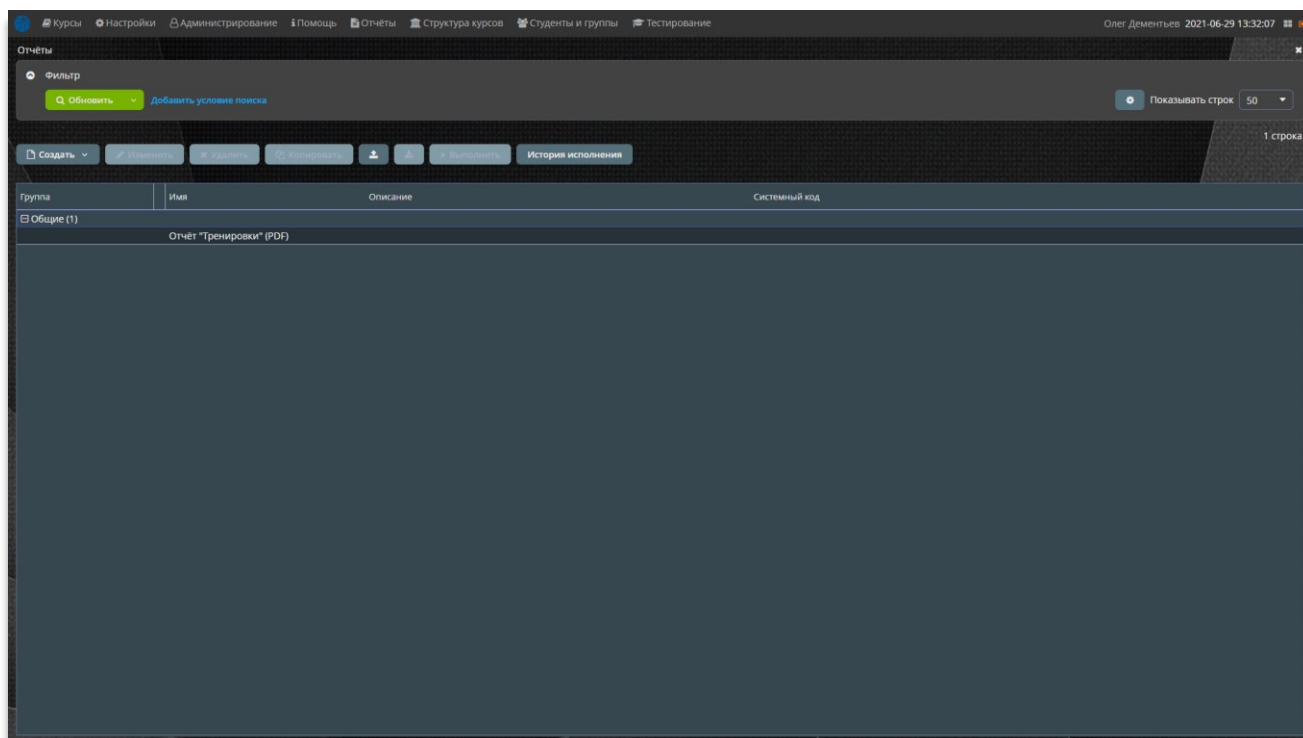 Курсы Настройки Администрирование Помощь Отчёты Структура курсов Студенты и группы Тестирование Олег Дементьев 2021-06-29 13:32:07
Отчёты
Фильтр
Обновить Добавить условие поиска Показывать строк 50
1 строка
Создать Изменить Удалить Копировать Выполнить История исполнения
Группа Имя Описание Системный код
Общие (1)
Отчёт "Тренировки" (PDF)